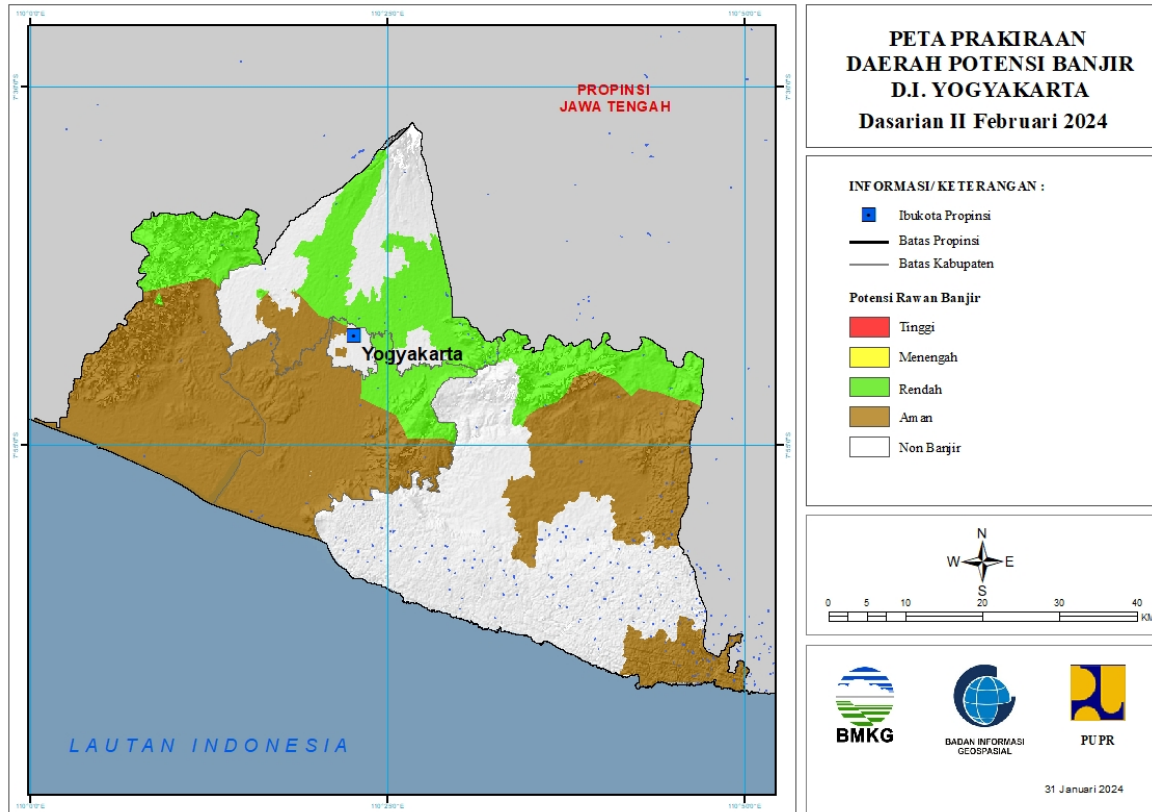 PETA PRAKIRAAN
DAERAH POTENSI BANJIR
D.I. YOGYAKARTA
Dasarian II Februari 2024
INFORMASI/ KETERANGAN :
Ibukota Propinsi
Batas Propinsi
Batas Kabupaten
Potensi Rawan Banjir
Tinggi
Menengah
Rendah
Aman
Non Banjir
PROPINSI
JAWA TENGAH
Yogyakarta
LAUTAN INDONESIA
N
W
E
S
0 5 10 20 30 40
KM
BMKG
BADAN INFORMASI
GEOSPASIAL
PUPR
31 Januari 2024